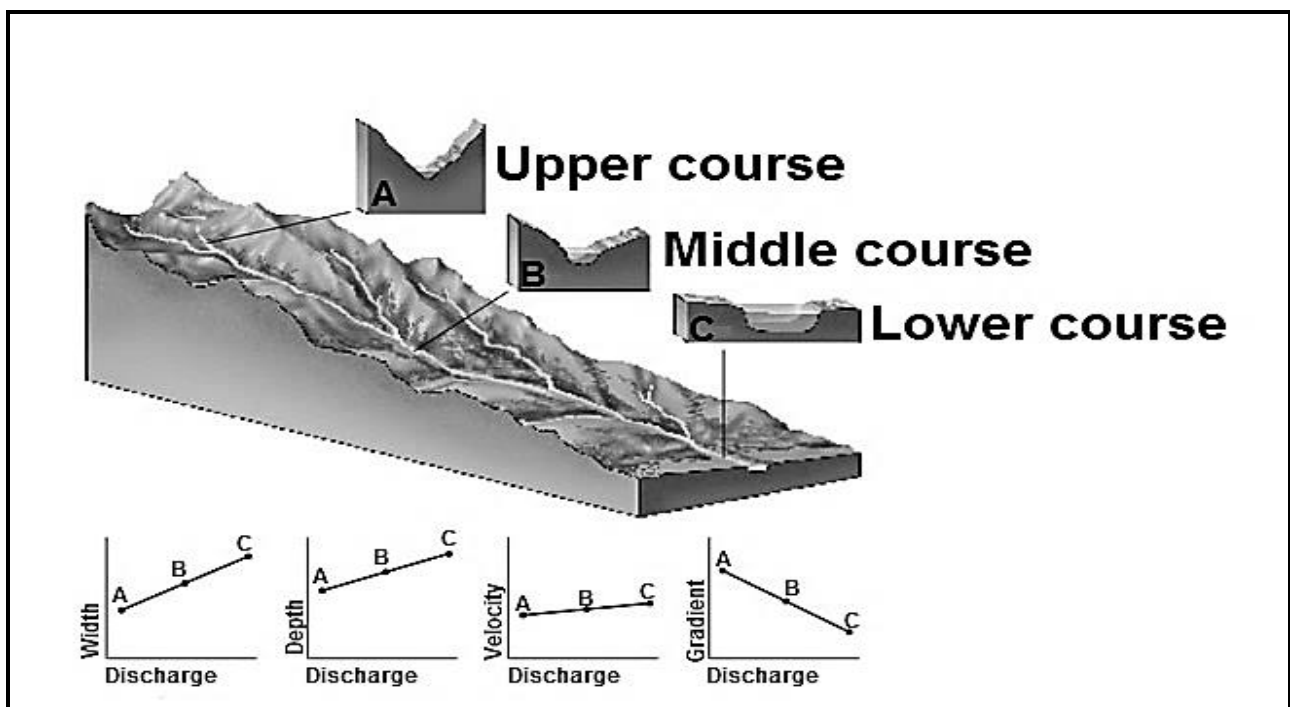 A
Upper course
B
Middle course
C
Lower course
Width
A
B
C
Discharge
Depth
A
B
C
Discharge
Velocity
A
B
C
Discharge
Gradient
A
B
C
Discharge